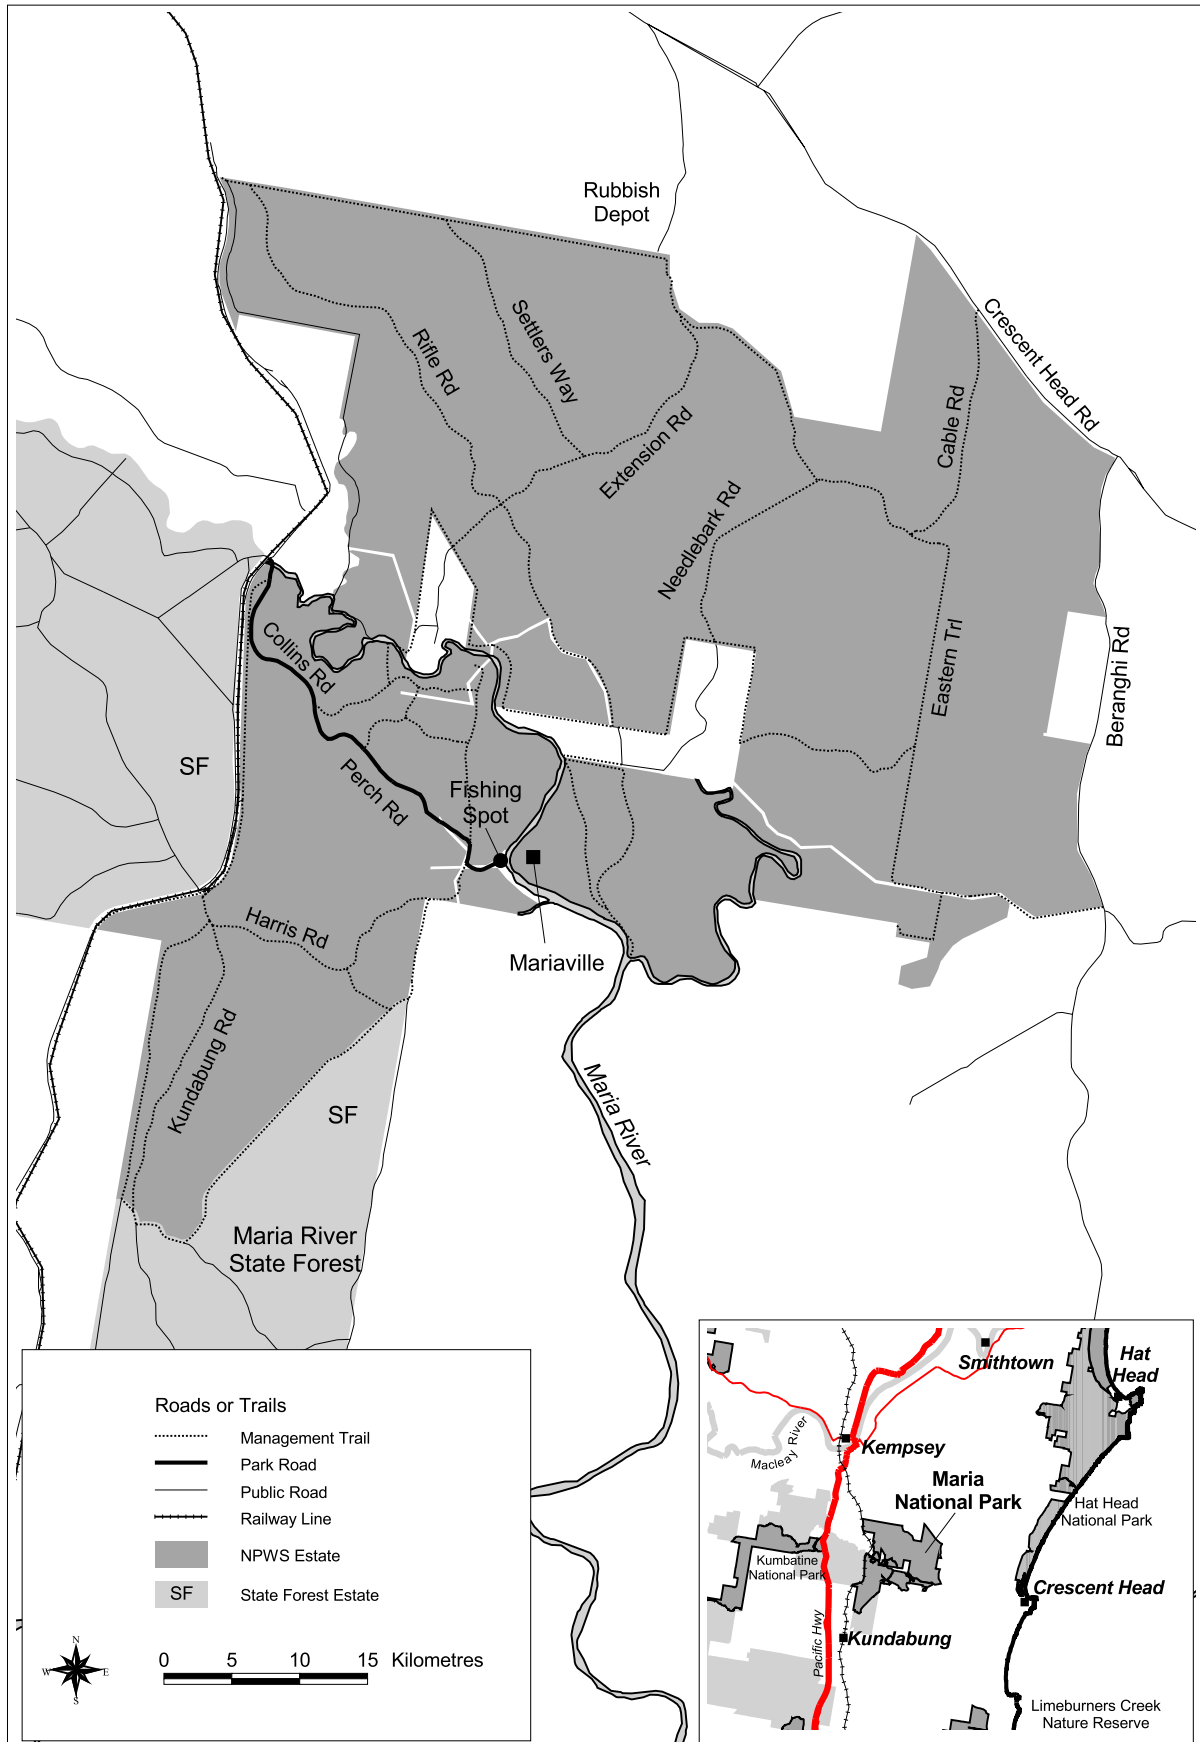 Rubbish
Depot
Crescent Head Rd
Settlers Way
Rifle Rd
Cable Rd
Extension Rd
Needlebark Rd
Collins Rd
Eastern Trl
Beranghi Rd
SF
Perch Rd
Fishing
Spot
Harris Rd
Mariaville
Kundabung Rd
Maria River
SF
Maria River
State Forest
Roads or Trails
Management Trail
Park Road
Public Road
Railway Line
NPWS Estate
SF State Forest Estate
N
W E
S
0 5 10 15 Kilometres
Smithtown
Hat
Head
Macleay River
Kempsey
Maria
National Park
Hat Head
National Park
Kumbatine
National Park
Crescent Head
Pacific Hwy
Kundabung
Limeburners Creek
Nature Reserve